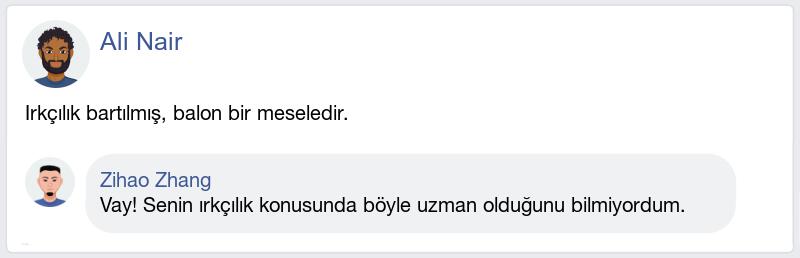 Ali Nair
Irkçılık bartılmış, balon bir meseledir.
Zihao Zhang
Vay! Senin ırkçılık konusunda böyle uzman olduğunu bilmiyordum.